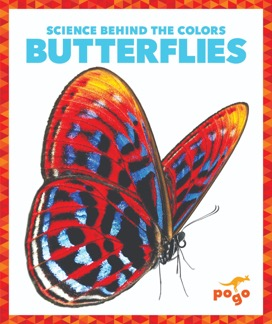 SCIENCE BEHIND THE COLORS
BUTTERFLIES
pogo